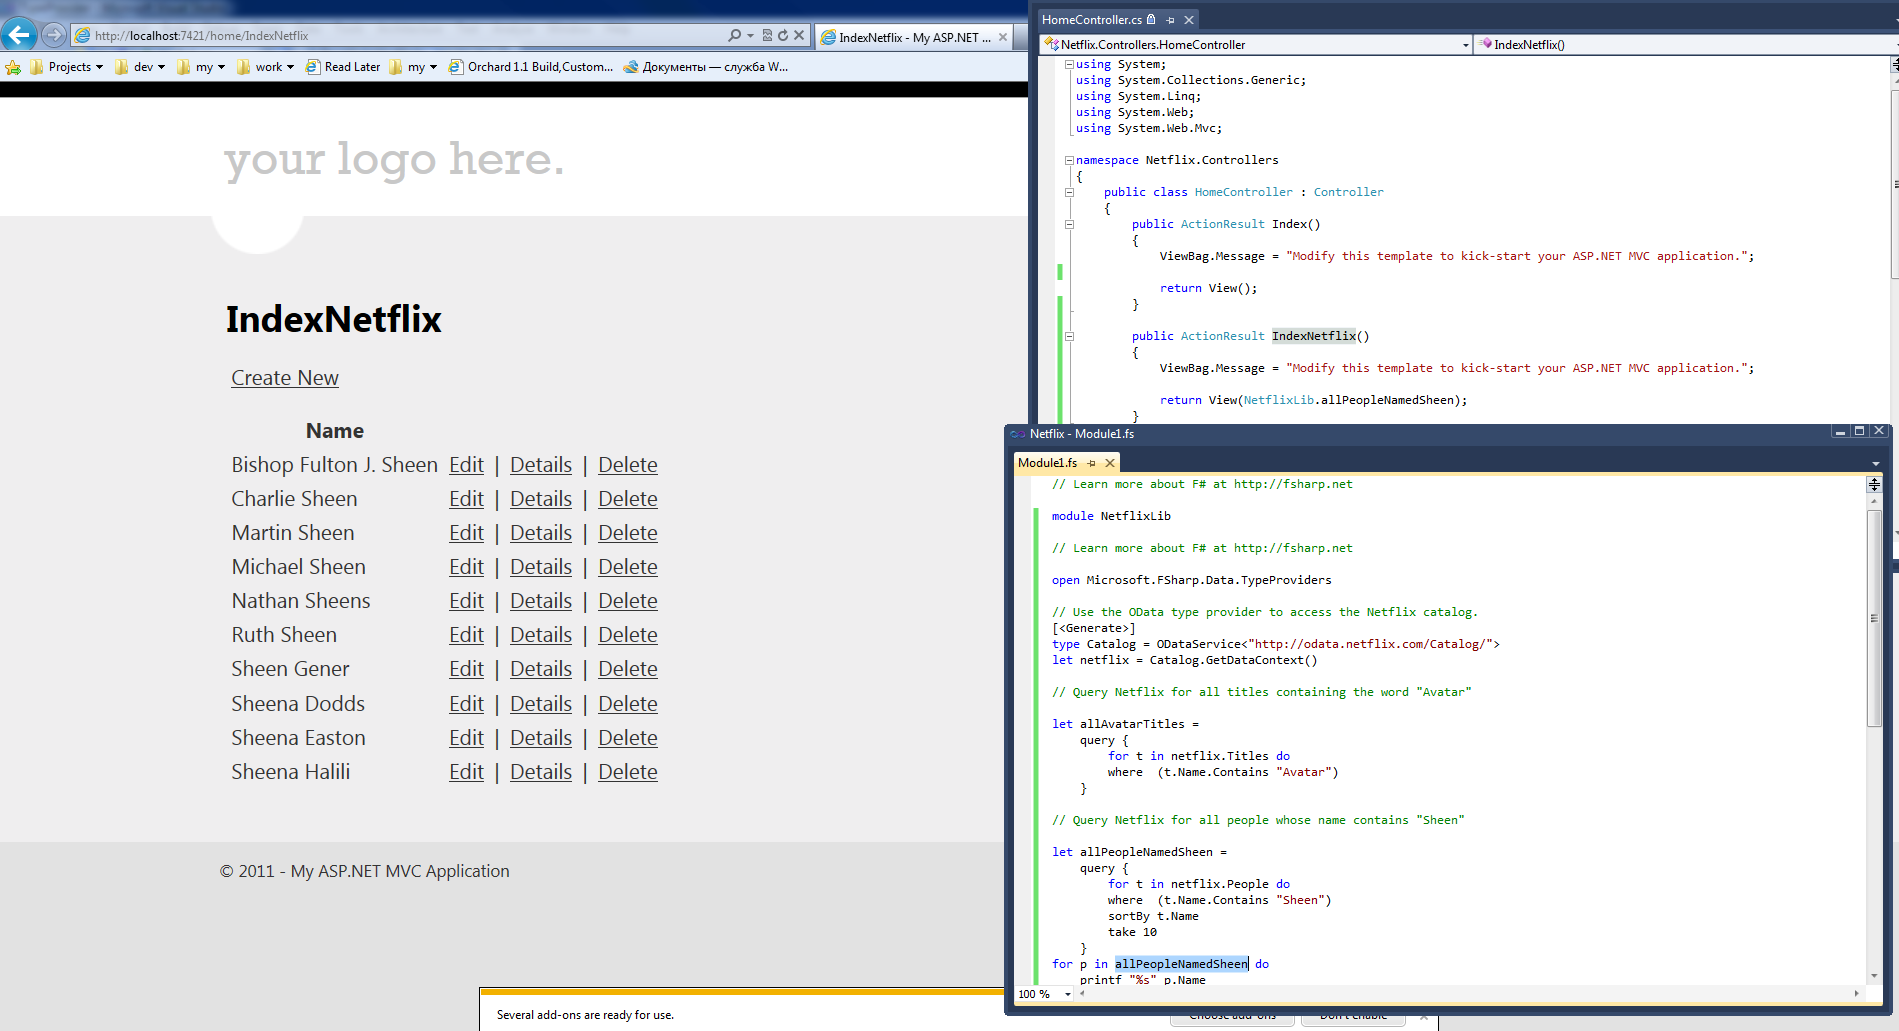 http://localhost:7421/home/IndexNetflix
IndexNetflix - My ASP.NET ...
Projects dev my work Read Later my Orchard 1.1 Build,Custom... Документы — служба W...
your logo here.
IndexNetflix
Create New
Name
Bishop Fulton J. Sheen Edit | Details | Delete
Charlie Sheen Edit | Details | Delete
Martin Sheen Edit | Details | Delete
Michael Sheen Edit | Details | Delete
Nathan Sheens Edit | Details | Delete
Ruth Sheen Edit | Details | Delete
Sheen Gener Edit | Details | Delete
Sheena Dodds Edit | Details | Delete
Sheena Easton Edit | Details | Delete
Sheena Halili Edit | Details | Delete
© 2011 - My ASP.NET MVC Application
Several add-ons are ready for use.
Choose add-ons Don't enable
HomeController.cs
Netflix.Controllers.HomeController IndexNetflix()
using System;
using System.Collections.Generic;
using System.Linq;
using System.Web;
using System.Web.Mvc;
namespace Netflix.Controllers
{
public class HomeController : Controller
{
public ActionResult Index()
{
ViewBag.Message = "Modify this template to kick-start your ASP.NET MVC application.";
return View();
}
public ActionResult IndexNetflix()
{
ViewBag.Message = "Modify this template to kick-start your ASP.NET MVC application.";
return View(NetflixLib.allPeopleNamedSheen);
}
Netflix - Module1.fs
Module1.fs
// Learn more about F# at http://fsharp.net
module NetflixLib
// Learn more about F# at http://fsharp.net
open Microsoft.FSharp.Data.TypeProviders
// Use the OData type provider to access the Netflix catalog.
[<Generate>]
type Catalog = ODataService<"http://odata.netflix.com/Catalog/">
let netflix = Catalog.GetDataContext()
// Query Netflix for all titles containing the word "Avatar"
let allAvatarTitles =
query {
for t in netflix.Titles do
where (t.Name.Contains "Avatar")
}
// Query Netflix for all people whose name contains "Sheen"
let allPeopleNamedSheen =
query {
for t in netflix.People do
where (t.Name.Contains "Sheen")
sortBy t.Name
take 10
}
for p in allPeopleNamedSheen do
printf "%s" p.Name
100 %